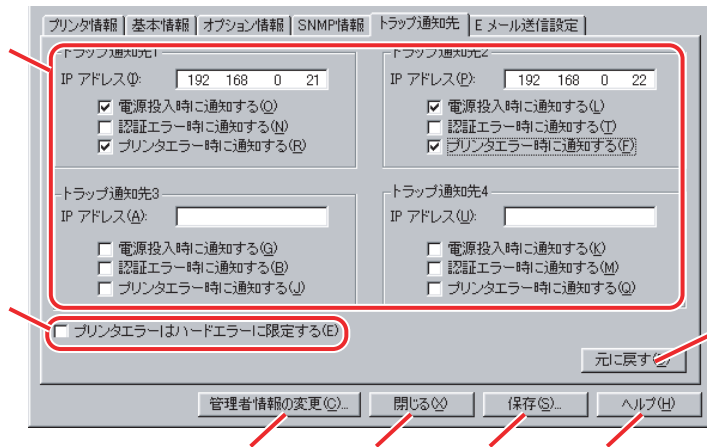 プリンタ情報 基本情報 オプション情報 SNMP情報 トラップ通知先 Eメール送信設定
トラップ通知先1
IP アドレス(I): 192 168 0 21
電源投入時に通知する(O)
認証エラー時に通知する(N)
プリンタエラー時に通知する(R)
トラップ通知先2
IP アドレス(P): 192 168 0 22
電源投入時に通知する(L)
認証エラー時に通知する(T)
プリンタエラー時に通知する(F)
トラップ通知先3
IP アドレス(A):
電源投入時に通知する(G)
認証エラー時に通知する(B)
プリンタエラー時に通知する(J)
トラップ通知先4
IP アドレス(U):
電源投入時に通知する(K)
認証エラー時に通知する(M)
プリンタエラー時に通知する(Q)
プリンタエラーはハードエラーに限定する(E)
元に戻す
管理者情報の変更(C)... 閉じる(X) 保存(S)... ヘルプ(H)